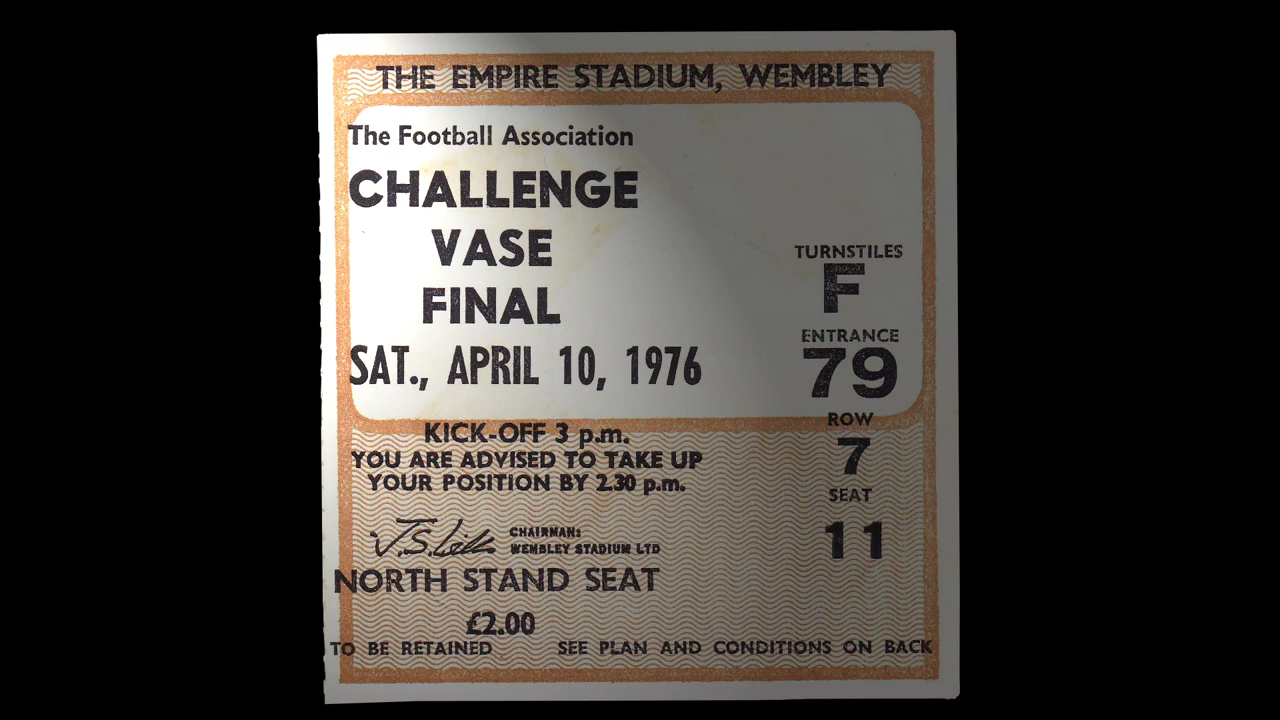 THE EMPIRE STADIUM, WEMBLEY
The Football Association
CHALLENGE
VASE
FINAL
SAT., APRIL 10, 1976
TURNSTILES
F
ENTRANCE
79
ROW
7
SEAT
11
KICK-OFF 3 p.m.
YOU ARE ADVISED TO TAKE UP
YOUR POSITION BY 2.30 p.m.
CHAIRMAN:
WEMBLEY STADIUM LTD
NORTH STAND SEAT
£2.00
TO BE RETAINED SEE PLAN AND CONDITIONS ON BACK